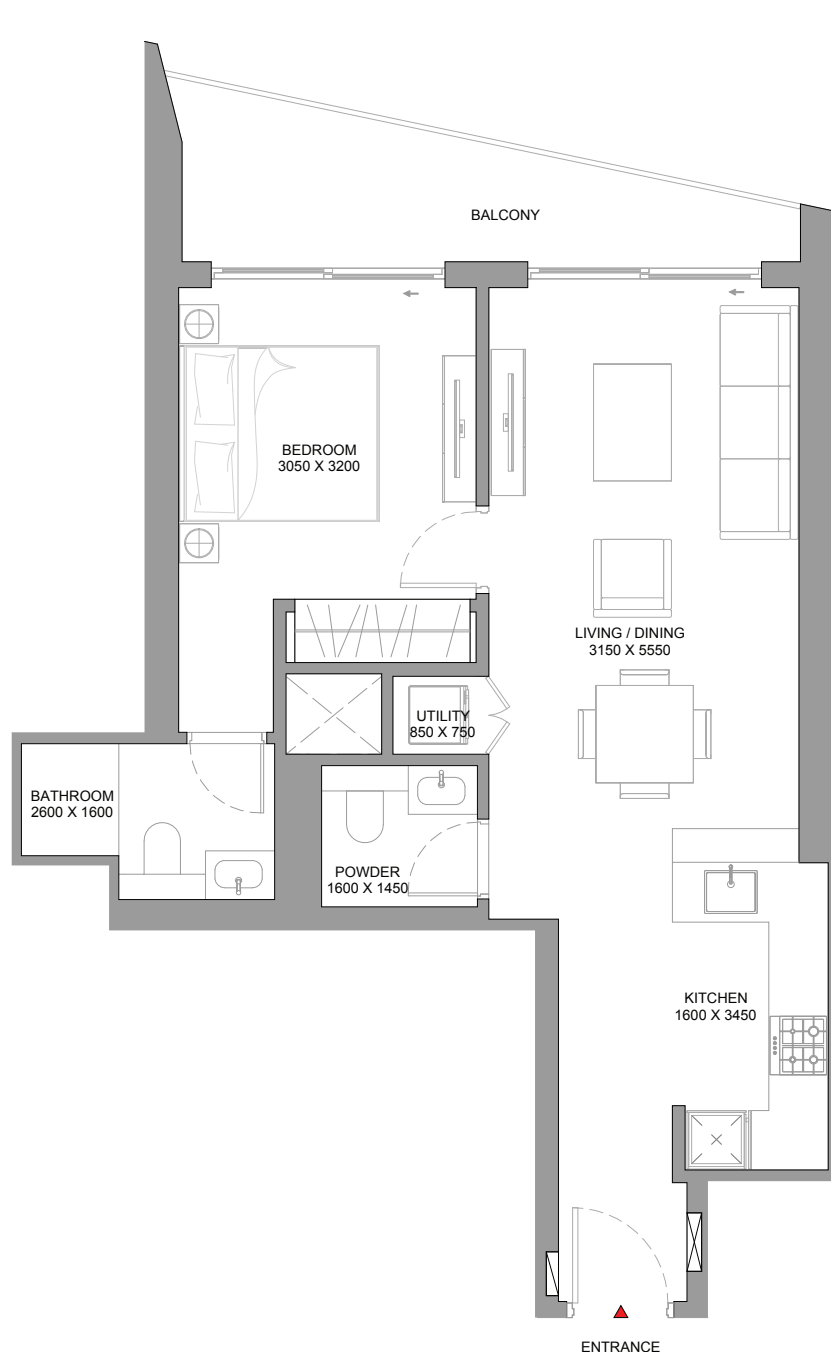 BALCONY
BEDROOM
3050 X 3200
LIVING / DINING
3150 X 5550
UTILITY
850 X 750
BATHROOM
2600 X 1600
POWDER
1600 X 1450
KITCHEN
1600 X 3450
ENTRANCE